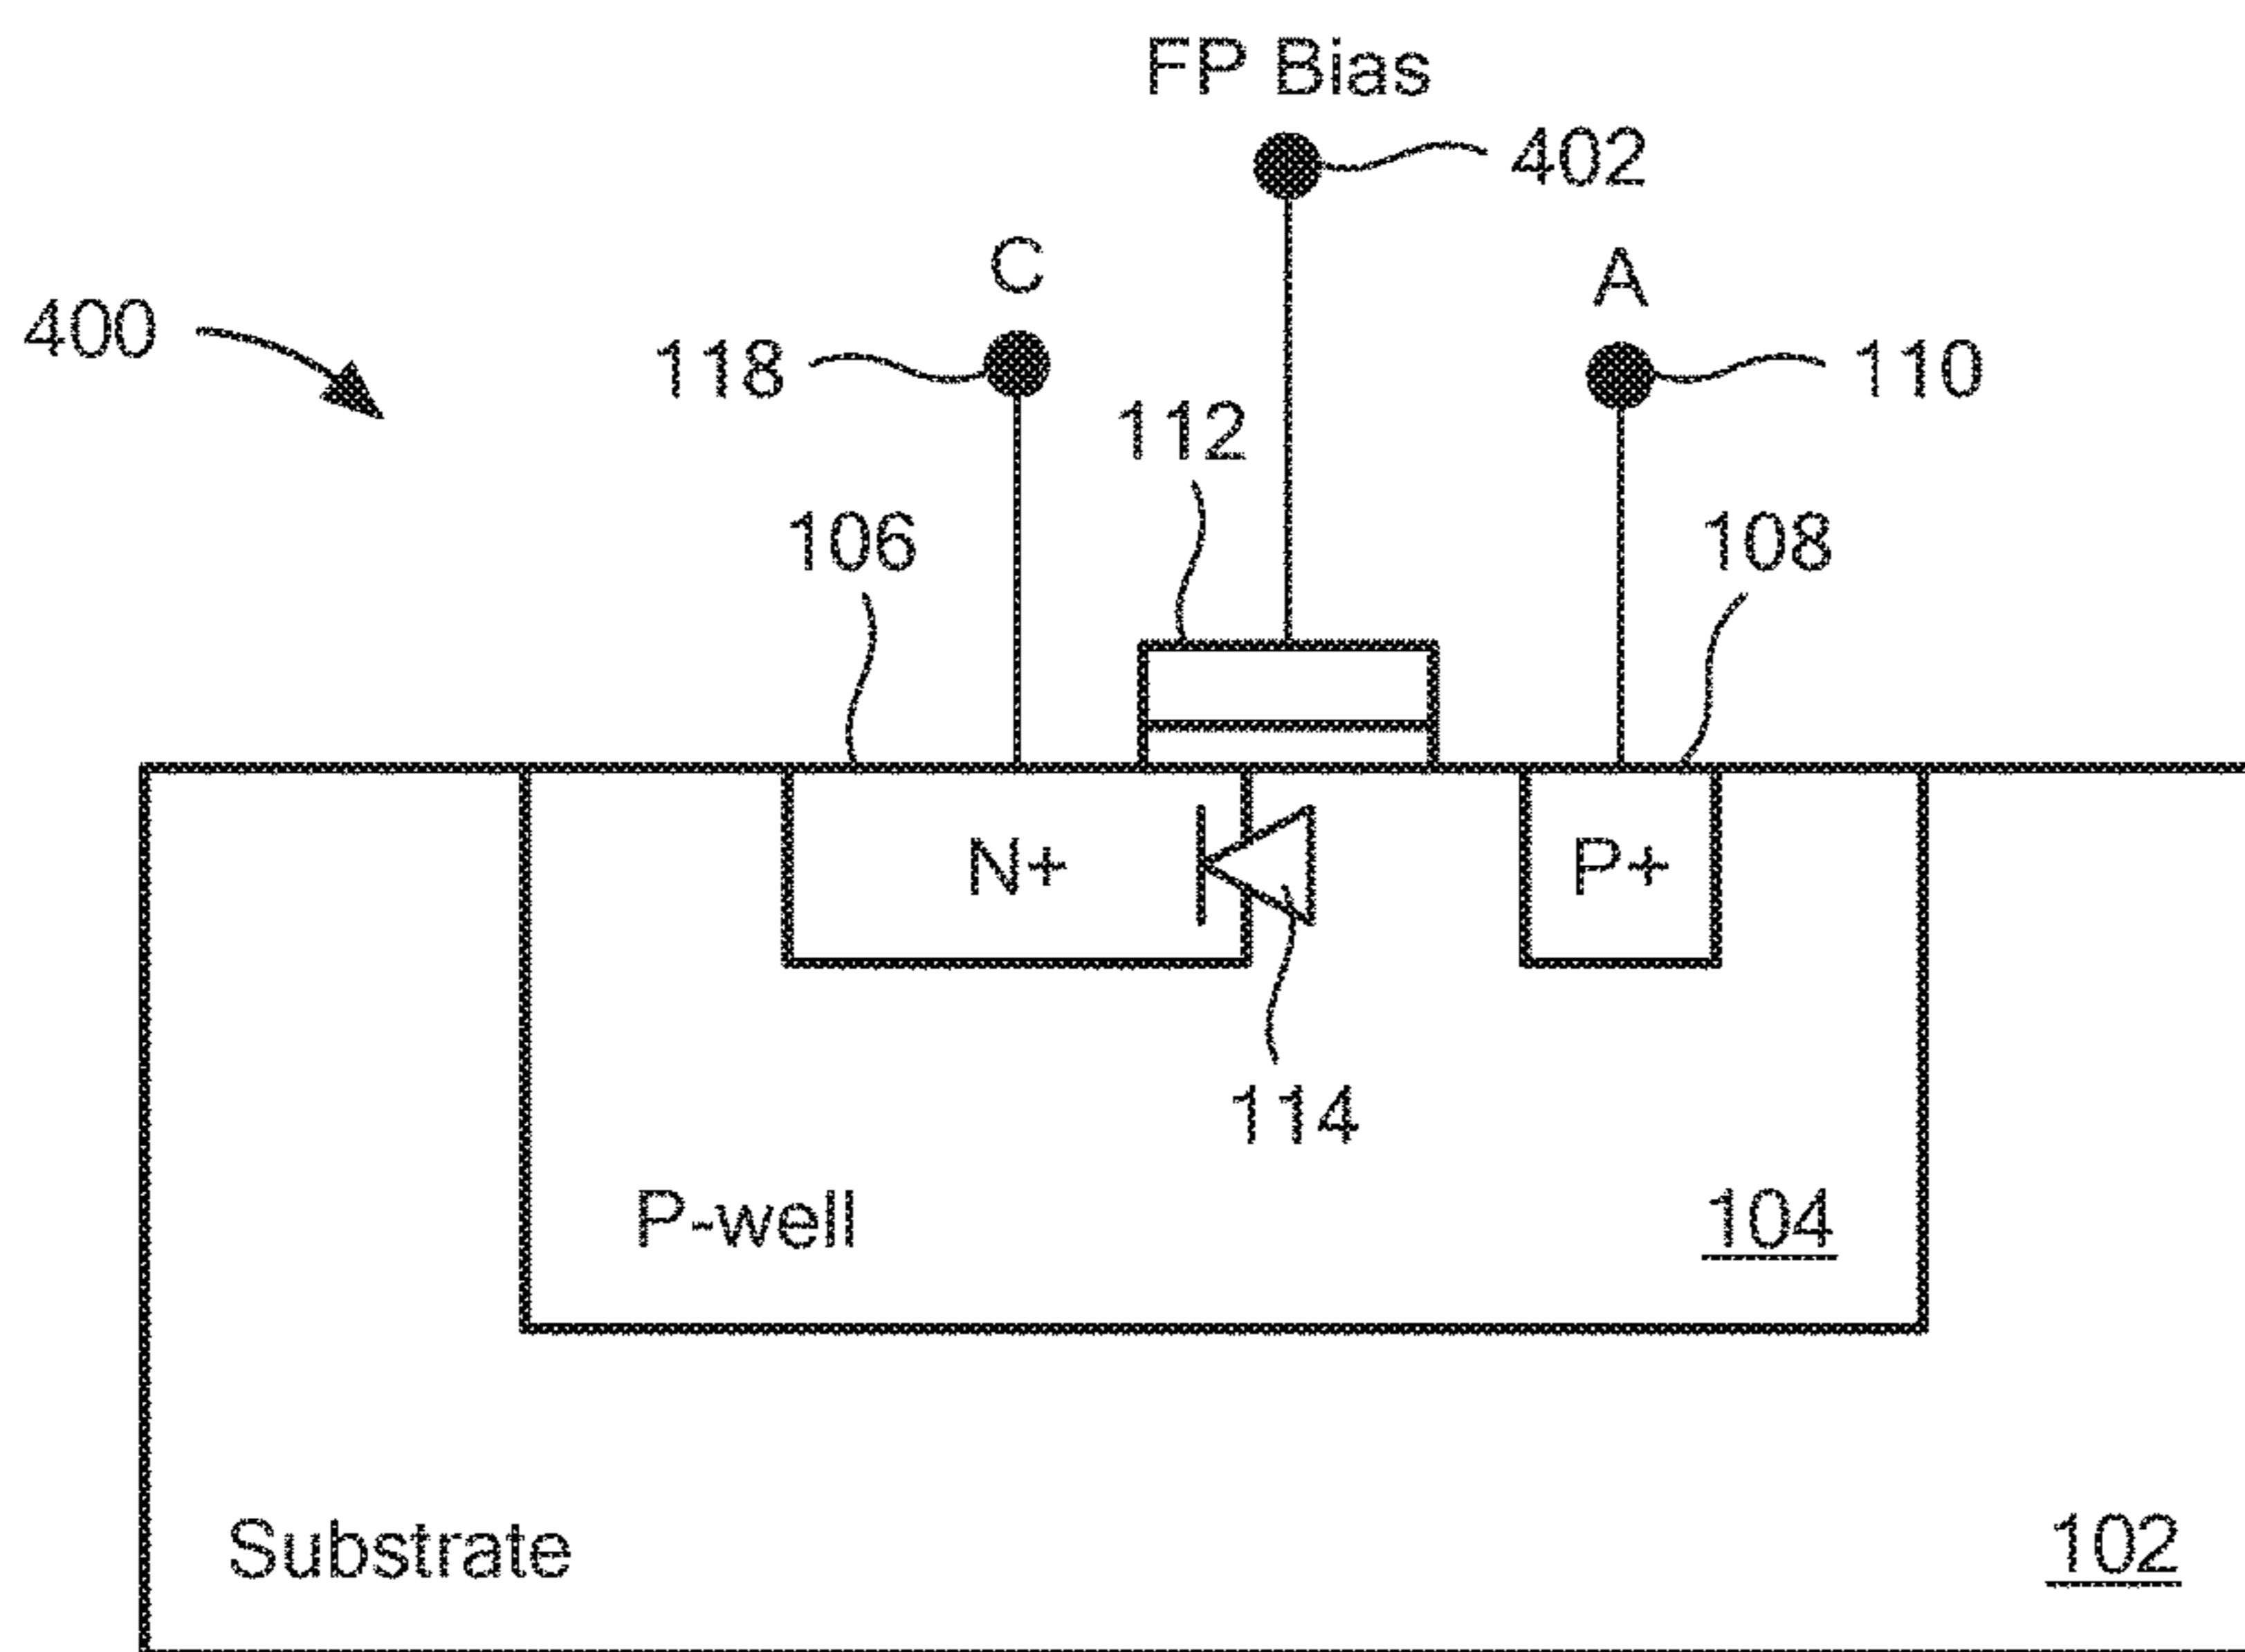 FP Bias
402
C
A
400
118
110
112
106
108
N+
P+
114
P-well
104
Substrate
102